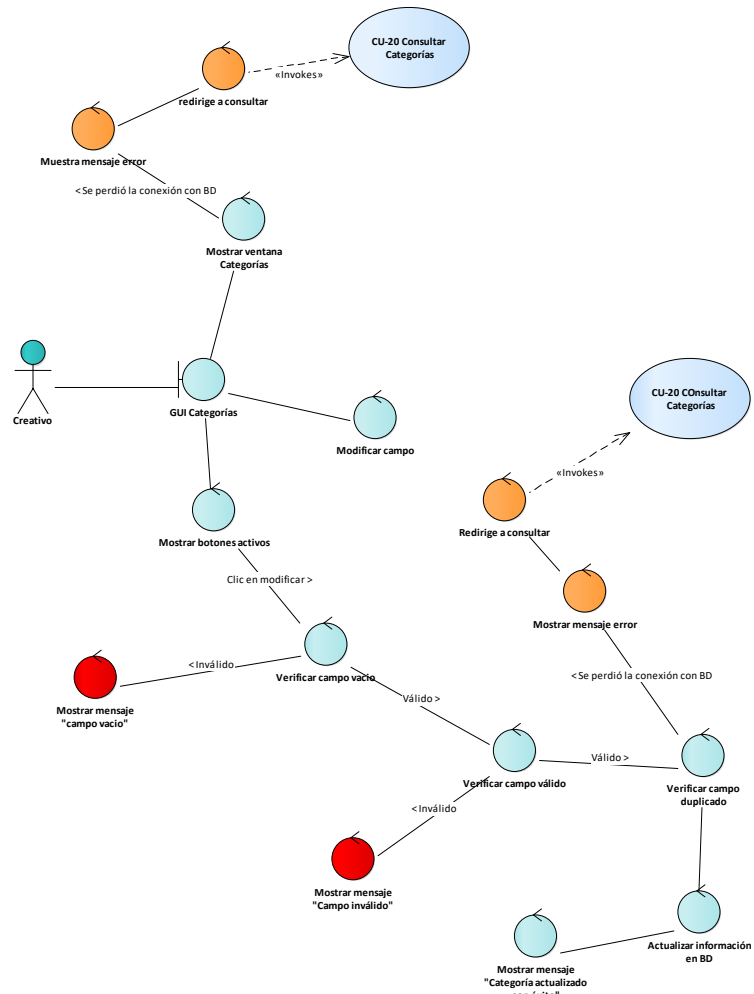 CU-20 Consultar
Categorías
«Invokes»
redirige a consultar
Muestra mensaje error
< Se perdió la conexión con BD
Mostrar ventana
Categorías
Creativo
GUI Categorías
Modificar campo
CU-20 COnsultar
Categorías
«Invokes»
Redirige a consultar
Mostrar botones activos
Clic en modificar >
Mostrar mensaje error
< Se perdió la conexión con BD
< Inválido
Verificar campo vacio
Mostrar mensaje
"campo vacio"
Válido >
Válido >
Verificar campo válido
Verificar campo
duplicado
< Inválido
Mostrar mensaje
"Campo inválido"
Actualizar información
en BD
Mostrar mensaje
"Categoría actualizado